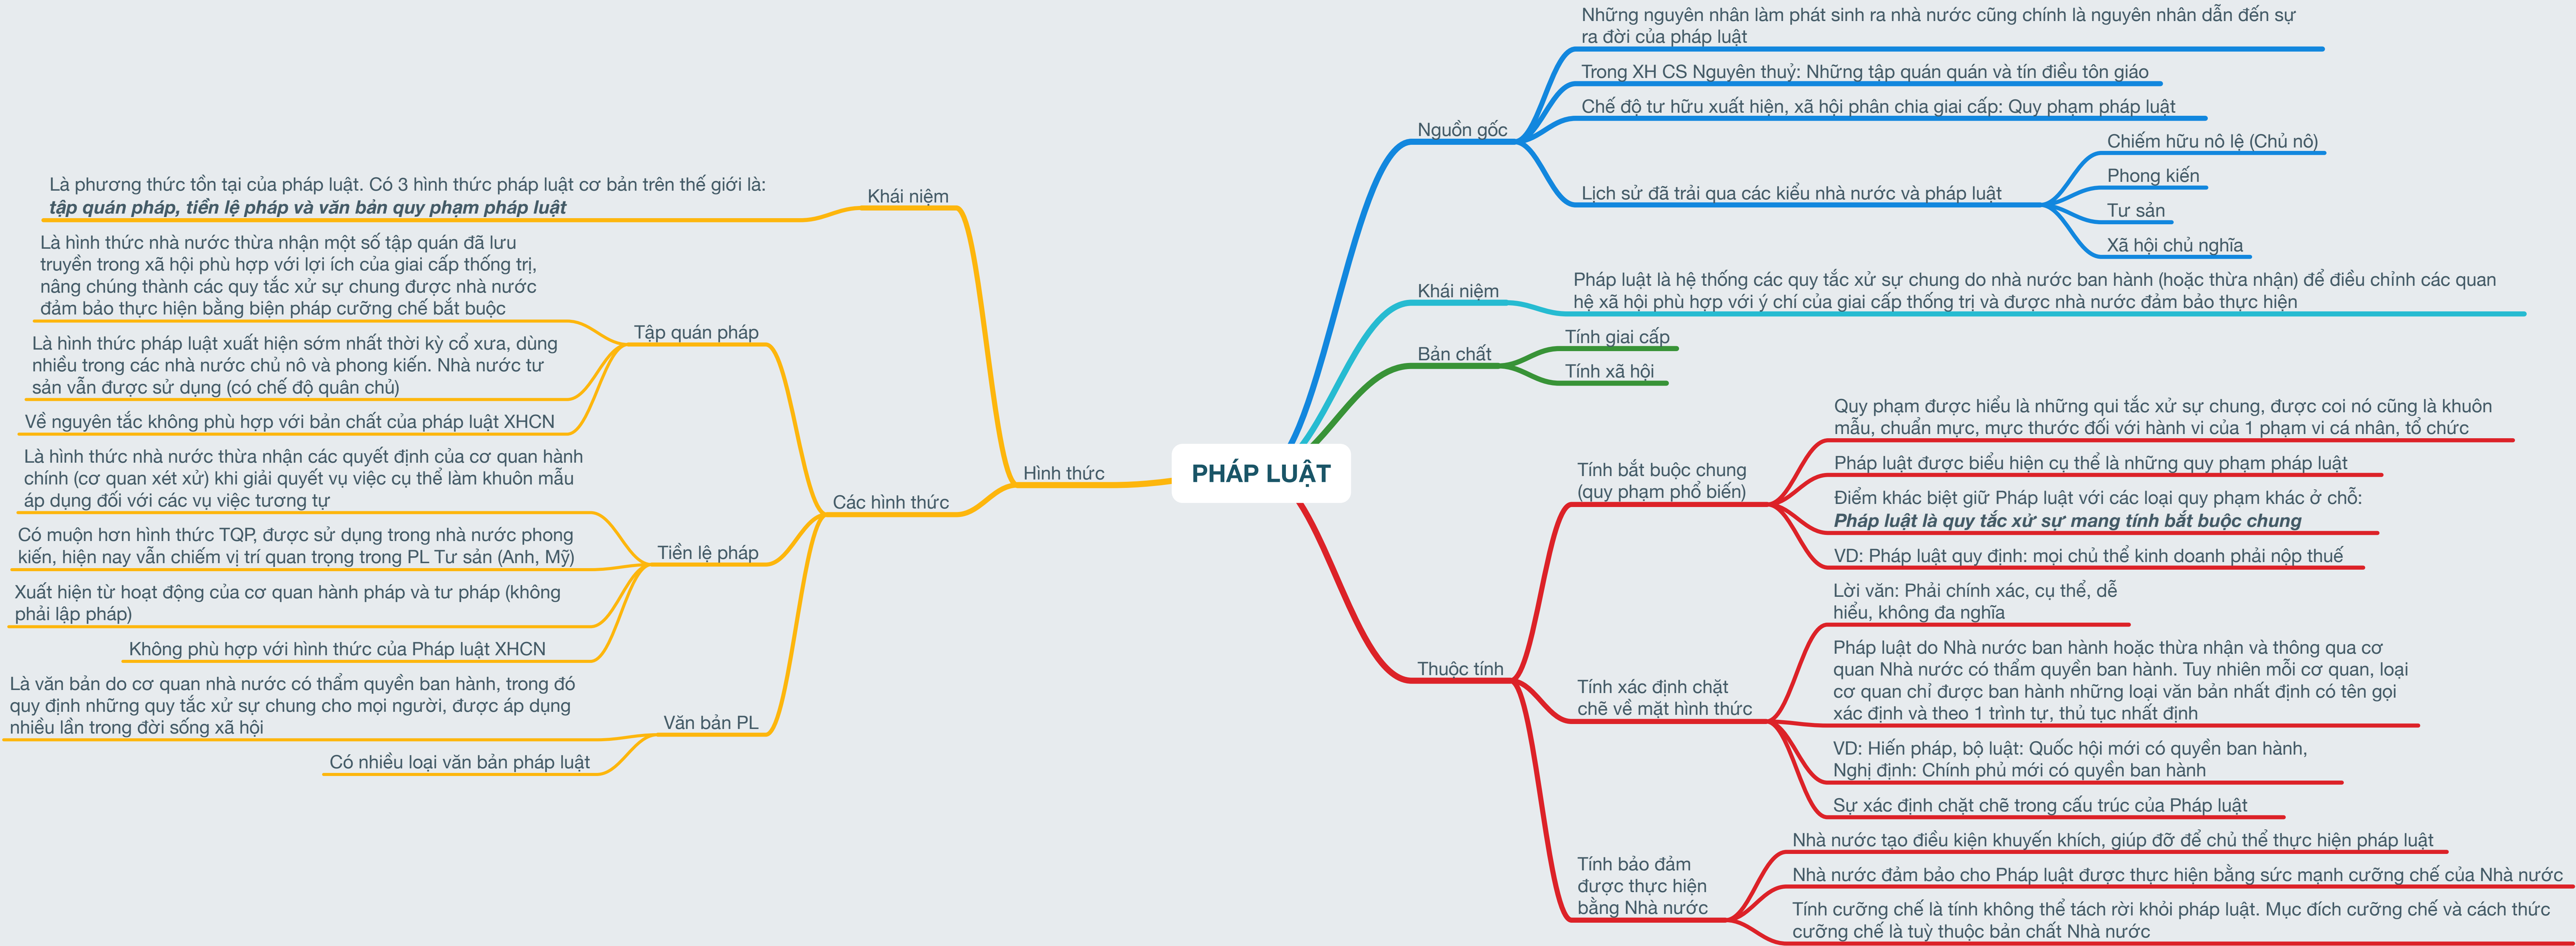 PHÁP LUẬT
Nguồn gốc
Những nguyên nhân làm phát sinh ra nhà nước cũng chính là nguyên nhân dẫn đến sự
ra đời của pháp luật
Trong XH CS Nguyên thuỷ: Những tập quán quán và tín điều tôn giáo
Chế độ tư hữu xuất hiện, xã hội phân chia giai cấp: Quy phạm pháp luật
Lịch sử đã trải qua các kiểu nhà nước và pháp luật
Chiếm hữu nô lệ (Chủ nô)
Phong kiến
Tư sản
Xã hội chủ nghĩa
Khái niệm
Pháp luật là hệ thống các quy tắc xử sự chung do nhà nước ban hành (hoặc thừa nhận) để điều chỉnh các quan
hệ xã hội phù hợp với ý chí của giai cấp thống trị và được nhà nước đảm bảo thực hiện
Bản chất
Tính giai cấp
Tính xã hội
Thuộc tính
Tính bắt buộc chung
(quy phạm phổ biến)
Quy phạm được hiểu là những qui tắc xử sự chung, được coi nó cũng là khuôn
mẫu, chuẩn mực, mực thước đối với hành vi của 1 phạm vi cá nhân, tổ chức
Pháp luật được biểu hiện cụ thể là những quy phạm pháp luật
Điểm khác biệt giữ Pháp luật với các loại quy phạm khác ở chỗ:
Pháp luật là quy tắc xử sự mang tính bắt buộc chung
VD: Pháp luật quy định: mọi chủ thể kinh doanh phải nộp thuế
Tính xác định chặt
chẽ về mặt hình thức
Lời văn: Phải chính xác, cụ thể, dễ
hiểu, không đa nghĩa
Pháp luật do Nhà nước ban hành hoặc thừa nhận và thông qua cơ
quan Nhà nước có thẩm quyền ban hành. Tuy nhiên mỗi cơ quan, loại
cơ quan chỉ được ban hành những loại văn bản nhất định có tên gọi
xác định và theo 1 trình tự, thủ tục nhất định
VD: Hiến pháp, bộ luật: Quốc hội mới có quyền ban hành,
Nghị định: Chính phủ mới có quyền ban hành
Sự xác định chặt chẽ trong cấu trúc của Pháp luật
Tính bảo đảm
được thực hiện
bằng Nhà nước
Nhà nước tạo điều kiện khuyến khích, giúp đỡ để chủ thể thực hiện pháp luật
Nhà nước đảm bảo cho Pháp luật được thực hiện bằng sức mạnh cưỡng chế của Nhà nước
Tính cưỡng chế là tính không thể tách rời khỏi pháp luật. Mục đích cưỡng chế và cách thức
cưỡng chế là tuỳ thuộc bản chất Nhà nước
Hình thức
Khái niệm
Là phương thức tồn tại của pháp luật. Có 3 hình thức pháp luật cơ bản trên thế giới là:
tập quán pháp, tiền lệ pháp và văn bản quy phạm pháp luật
Các hình thức
Tập quán pháp
Là hình thức nhà nước thừa nhận một số tập quán đã lưu
truyền trong xã hội phù hợp với lợi ích của giai cấp thống trị,
nâng chúng thành các quy tắc xử sự chung được nhà nước
đảm bảo thực hiện bằng biện pháp cưỡng chế bắt buộc
Là hình thức pháp luật xuất hiện sớm nhất thời kỳ cổ xưa, dùng
nhiều trong các nhà nước chủ nô và phong kiến. Nhà nước tư
sản vẫn được sử dụng (có chế độ quân chủ)
Về nguyên tắc không phù hợp với bản chất của pháp luật XHCN
Tiền lệ pháp
Là hình thức nhà nước thừa nhận các quyết định của cơ quan hành
chính (cơ quan xét xử) khi giải quyết vụ việc cụ thể làm khuôn mẫu
áp dụng đối với các vụ việc tương tự
Có muộn hơn hình thức TQP, được sử dụng trong nhà nước phong
kiến, hiện nay vẫn chiếm vị trí quan trọng trong PL Tư sản (Anh, Mỹ)
Xuất hiện từ hoạt động của cơ quan hành pháp và tư pháp (không
phải lập pháp)
Không phù hợp với hình thức của Pháp luật XHCN
Văn bản PL
Là văn bản do cơ quan nhà nước có thẩm quyền ban hành, trong đó
quy định những quy tắc xử sự chung cho mọi người, được áp dụng
nhiều lần trong đời sống xã hội
Có nhiều loại văn bản pháp luật